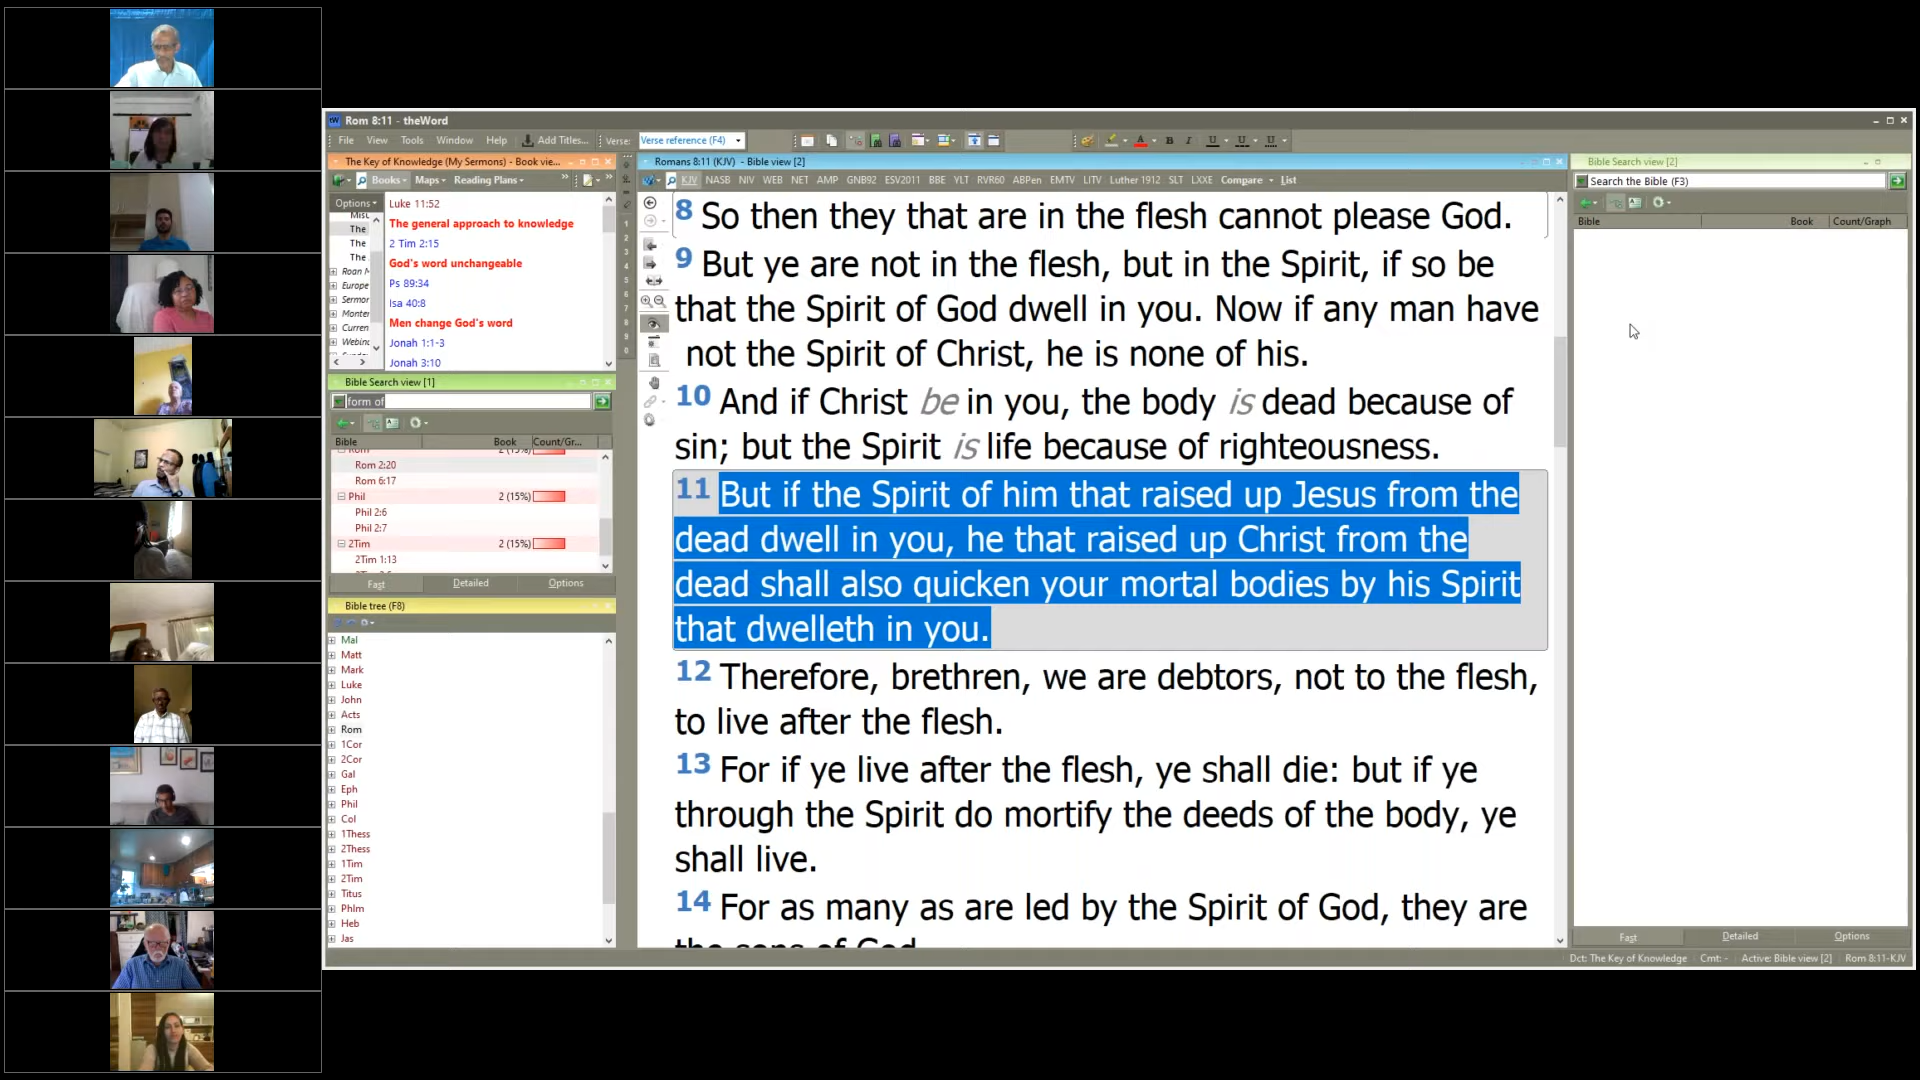 Rom 8:11 - theWord
File View Tools Window Help Add Titles... Verse: Verse reference (F4)
The Key of Knowledge (My Sermons) - Book vie...
Books Maps Reading Plans
Options
The
The
The
Roan M
Europe
Sermor
Monter
Curren
Webina
Luke 11:52
The general approach to knowledge
2 Tim 2:15
God's word unchangeable
Ps 89:34
Isa 40:8
Men change God's word
Jonah 1:1-3
Jonah 3:10
Bible Search view [1]
form of
Bible Book Count/Gr...
Rom 2 (15%)
Rom 2:20
Rom 6:17
Phil 2 (15%)
Phil 2:6
Phil 2:7
2Tim 2 (15%)
2Tim 1:13
Fast Detailed Options
Bible tree (F8)
Mal
Matt
Mark
Luke
John
Acts
Rom
1Cor
2Cor
Gal
Eph
Phil
Col
1Thess
2Thess
1Tim
2Tim
Titus
Phlm
Heb
Jas
Romans 8:11 (KJV) - Bible view [2]
KJV NASB NIV WEB NET AMP GNB92 ESV2011 BBE YLT RVR60 ABPen EMTV LITV Luther 1912 SLT LXXE Compare List
8 So then they that are in the flesh cannot please God.
9 But ye are not in the flesh, but in the Spirit, if so be
that the Spirit of God dwell in you. Now if any man have
not the Spirit of Christ, he is none of his.
10 And if Christ be in you, the body is dead because of
sin; but the Spirit is life because of righteousness.
11 But if the Spirit of him that raised up Jesus from the
dead dwell in you, he that raised up Christ from the
dead shall also quicken your mortal bodies by his Spirit
that dwelleth in you.
12 Therefore, brethren, we are debtors, not to the flesh,
to live after the flesh.
13 For if ye live after the flesh, ye shall die: but if ye
through the Spirit do mortify the deeds of the body, ye
shall live.
14 For as many as are led by the Spirit of God, they are
the sons of God
Bible Search view [2]
Search the Bible (F3)
Bible Book Count/Graph
Fast Detailed Options
Dct: The Key of Knowledge Cmt: - Active: Bible view [2] Rom 8:11-KJV